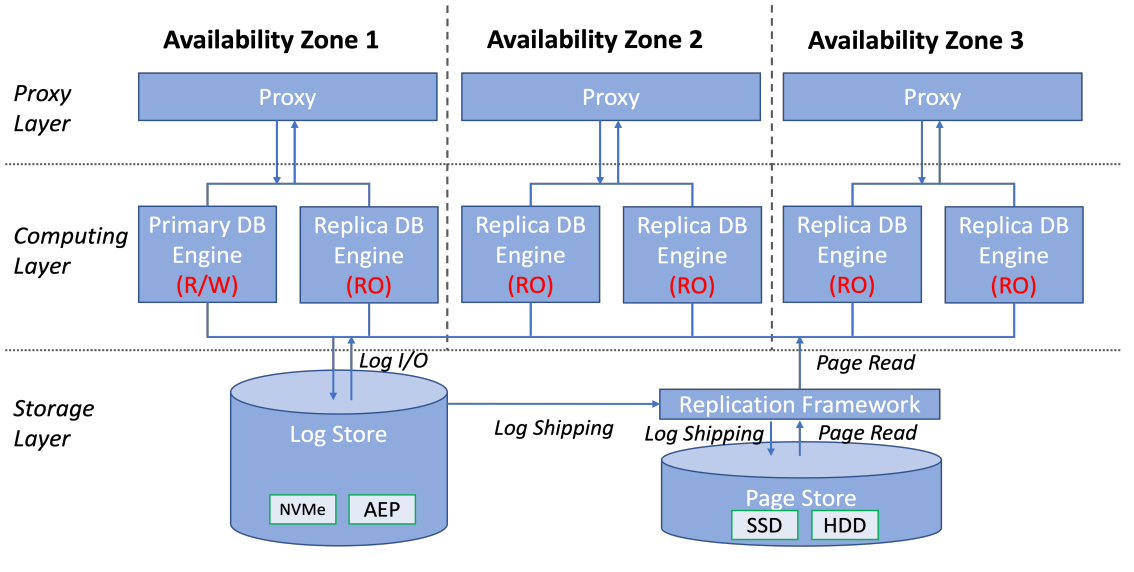 Availability Zone 1
Availability Zone 2
Availability Zone 3
Proxy
Layer
Proxy
Proxy
Proxy
Computing
Layer
Primary DB
Engine
(R/W)
Replica DB
Engine
(RO)
Replica DB
Engine
(RO)
Replica DB
Engine
(RO)
Replica DB
Engine
(RO)
Replica DB
Engine
(RO)
Log I/O
Page Read
Storage
Layer
Log Store
NVMe
AEP
Log Shipping
Replication Framework
Log Shipping
Page Read
Page Store
SSD
HDD